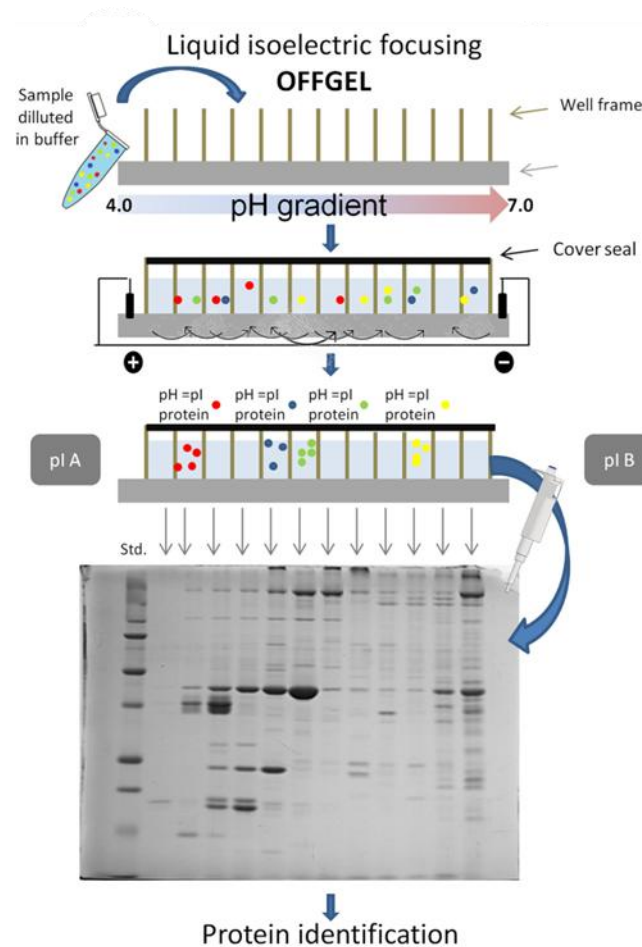 Liquid isoelectric focusing
OFFGEL
Sample
diluted
in buffer
Well frame
4.0
pH gradient
7.0
Cover seal
+
−
pH =pI
protein
pH =pI
protein
pH =pI
protein
pH =pI
protein
pI A
pI B
Std.
Protein identification